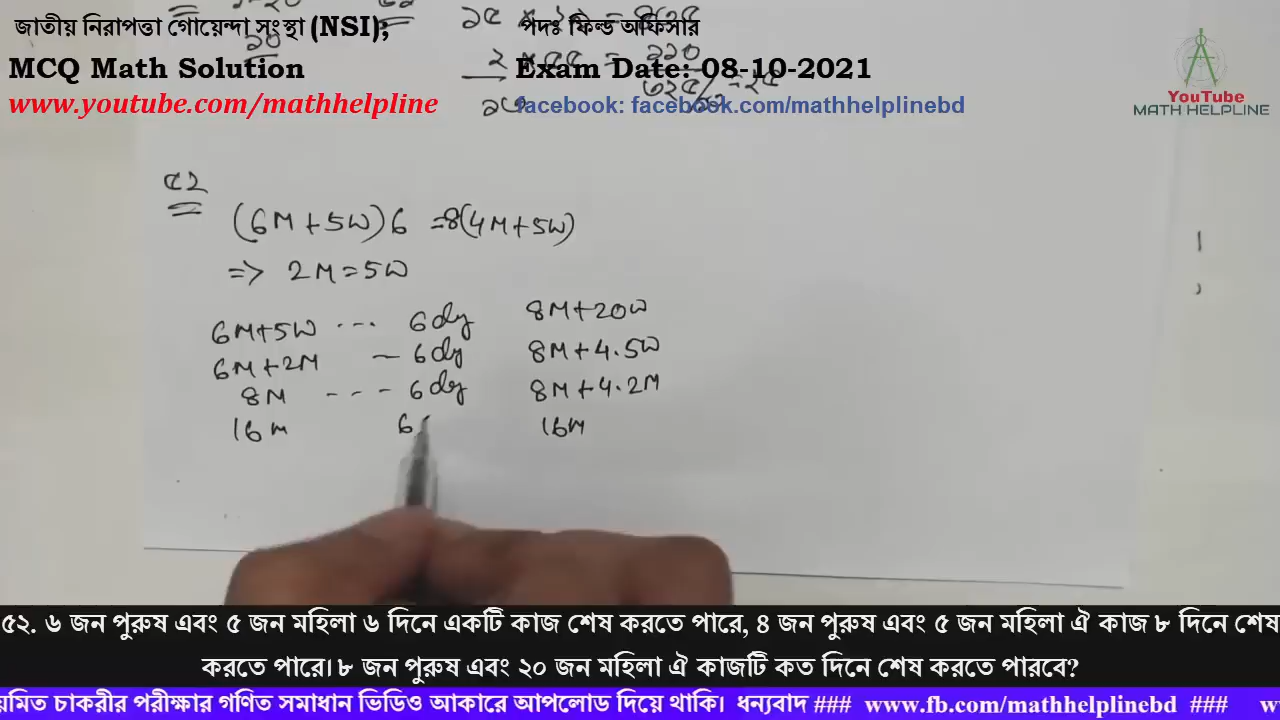 জাতীয় নিরাপত্তা গোয়েন্দা সংস্থা (NSI); পদঃ ফিল্ড অফিসার
MCQ Math Solution Exam Date: 08-10-2021
www.youtube.com/mathhelpline facebook: facebook.com/mathhelplinebd
YouTube
MATH HELPLINE
৫২
(6M+5W)6 =8(4M+5W)
=> 2M=5W
6M+5W --- 6dy
6M+2M - 6dy
8M --- 6dy
16M 6
8M+20W
8M+4.5W
8M+4.2M
16M
৫২. ৬ জন পুরুষ এবং ৫ জন মহিলা ৬ দিনে একটি কাজ শেষ করতে পারে, 8 জন পুরুষ এবং ৫ জন মহিলা ঐ কাজ ৮ দিনে শেষ
করতে পারে। ৮ জন পুরুষ এবং ২০ জন মহিলা ঐ কাজটি কত দিনে শেষ করতে পারবে?
য়মিত চাকরীর পরীক্ষার গণিত সমাধান ভিডিও আকারে আপলোড দিয়ে থাকি। ধন্যবাদ ### www.fb.com/mathhelplinebd ### w